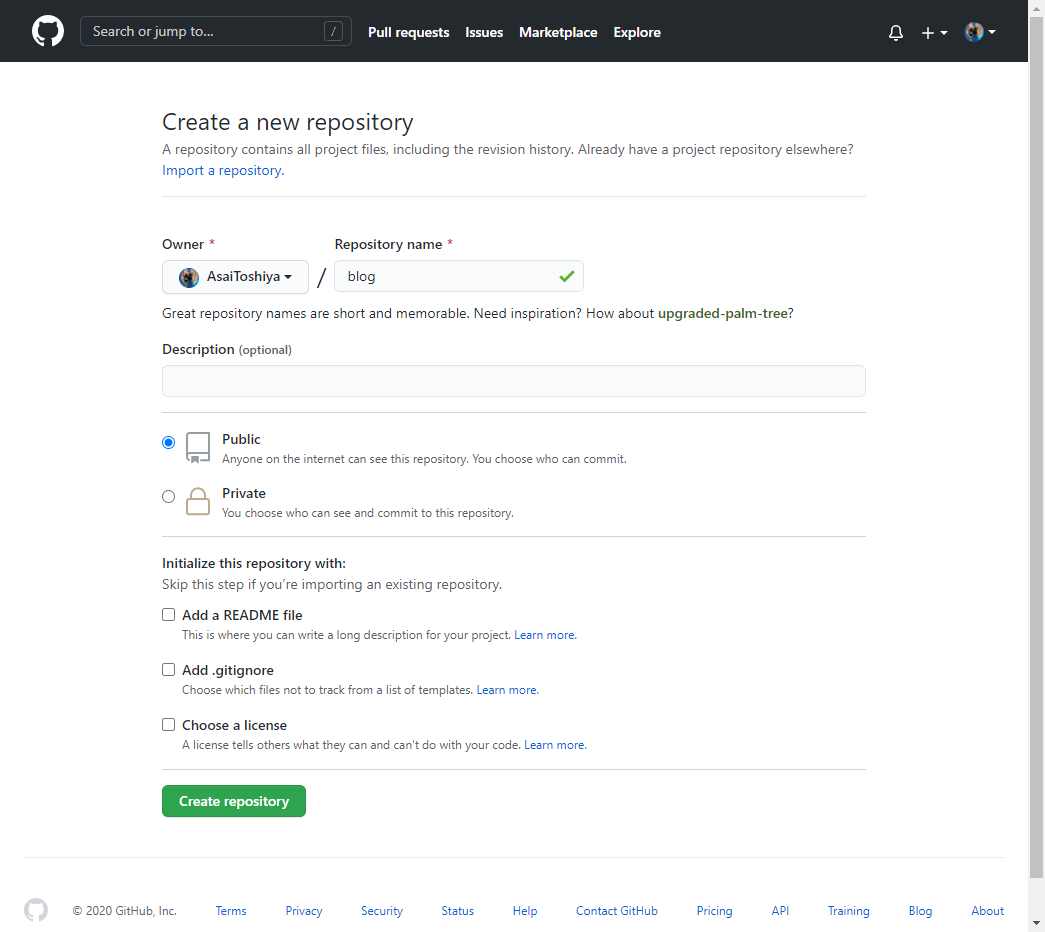 Search or jump to... / Pull requests Issues Marketplace Explore
Create a new repository
A repository contains all project files, including the revision history. Already have a project repository elsewhere?
Import a repository.
Owner * Repository name *
AsaiToshiya / blog
Great repository names are short and memorable. Need inspiration? How about upgraded-palm-tree?
Description (optional)
Public
Anyone on the internet can see this repository. You choose who can commit.
Private
You choose who can see and commit to this repository.
Initialize this repository with:
Skip this step if you're importing an existing repository.
Add a README file
This is where you can write a long description for your project. Learn more.
Add .gitignore
Choose which files not to track from a list of templates. Learn more.
Choose a license
A license tells others what they can and can't do with your code. Learn more.
Create repository
© 2020 GitHub, Inc. Terms Privacy Security Status Help Contact GitHub Pricing API Training Blog About